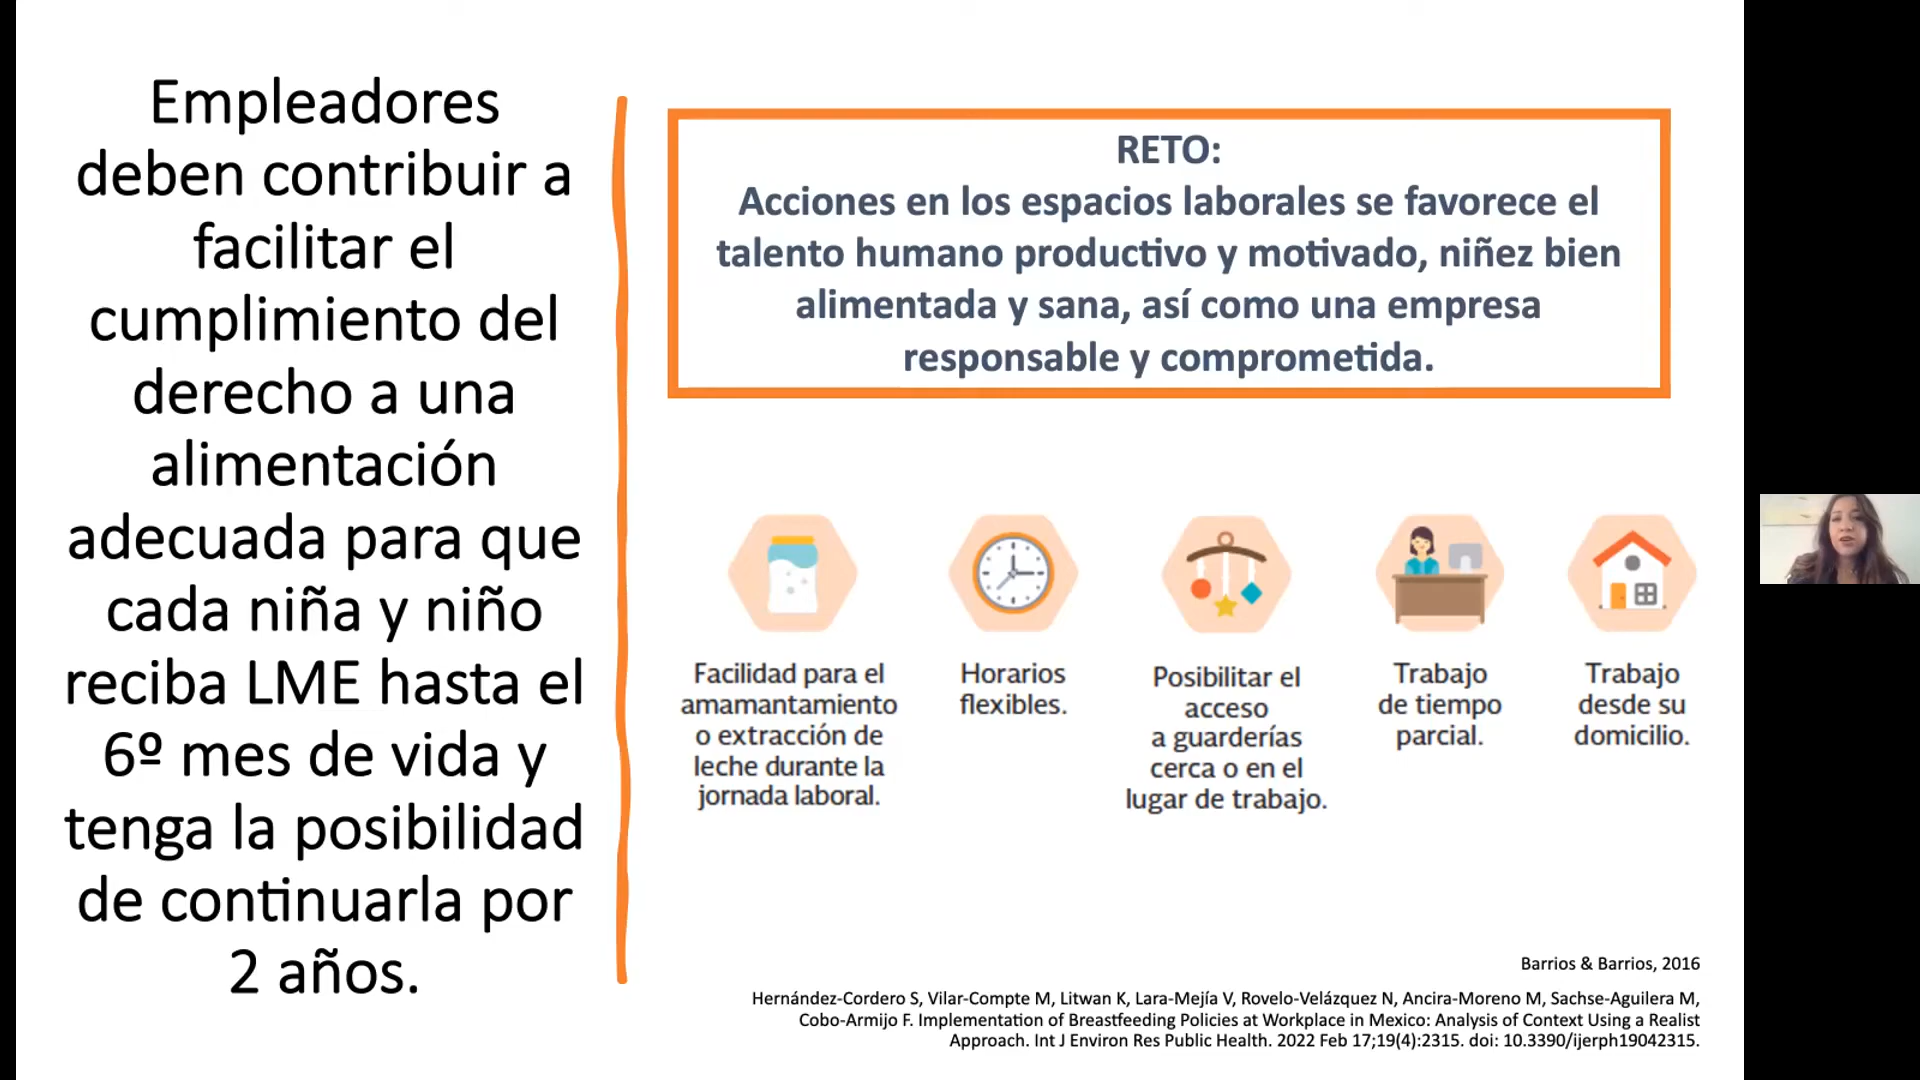 Empleadores
deben contribuir a
facilitar el
cumplimiento del
derecho a una
alimentación
adecuada para que
cada niña y niño
reciba LME hasta el
6º mes de vida y
tenga la posibilidad
de continuarla por
2 años.
RETO:
Acciones en los espacios laborales se favorece el
talento humano productivo y motivado, niñez bien
alimentada y sana, así como una empresa
responsable y comprometida.
Facilidad para el
amamantamiento
o extracción de
leche durante la
jornada laboral.
Horarios
flexibles.
Posibilitar el
acceso
a guarderías
cerca o en el
lugar de trabajo.
Trabajo
de tiempo
parcial.
Trabajo
desde su
domicilio.
Barrios & Barrios, 2016
Hernández-Cordero S, Vilar-Compte M, Litwan K, Lara-Mejía V, Rovelo-Velázquez N, Ancira-Moreno M, Sachse-Aguilera M,
Cobo-Armijo F. Implementation of Breastfeeding Policies at Workplace in Mexico: Analysis of Context Using a Realist
Approach. Int J Environ Res Public Health. 2022 Feb 17;19(4):2315. doi: 10.3390/ijerph19042315.